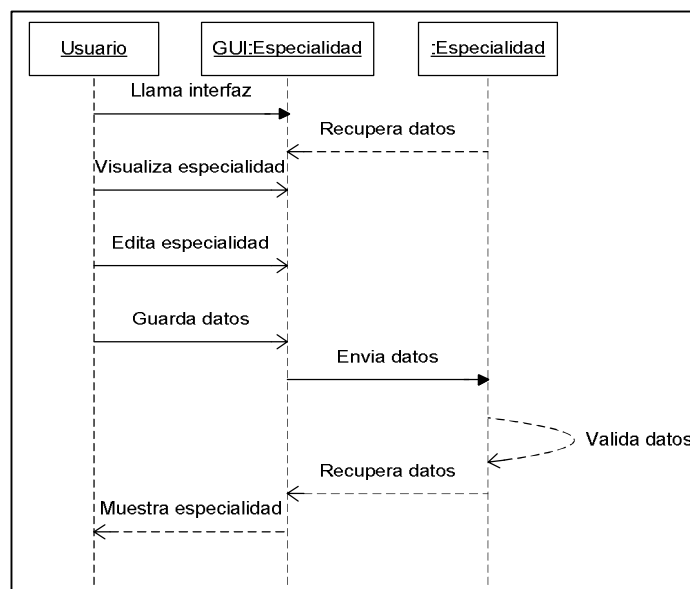 Usuario
GUI:Especialidad
:Especialidad
Llama interfaz
Recupera datos
Visualiza especialidad
Edita especialidad
Guarda datos
Envia datos
Valida datos
Recupera datos
Muestra especialidad